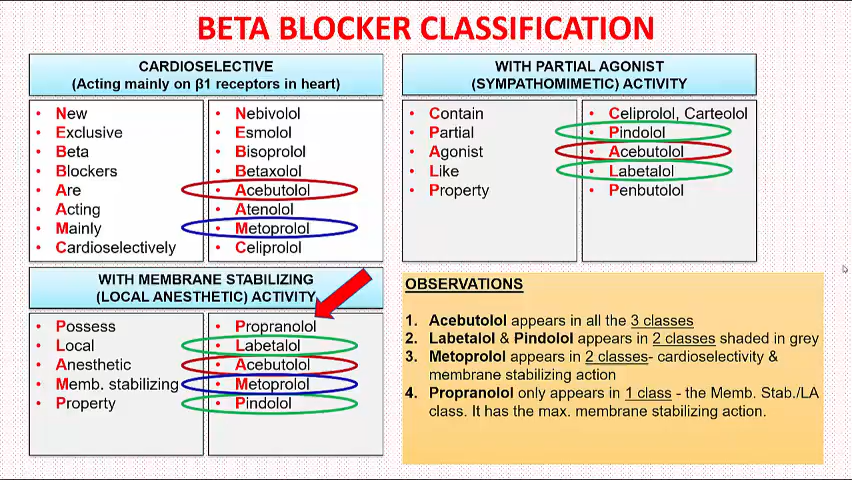 BETA BLOCKER CLASSIFICATION
CARDIOSELECTIVE
(Acting mainly on β1 receptors in heart)
• New
• Exclusive
• Beta
• Blockers
• Are
• Acting
• Mainly
• Cardioselectively
• Nebivolol
• Esmolol
• Bisoprolol
• Betaxolol
• Acebutolol
• Atenolol
• Metoprolol
• Celiprolol
WITH PARTIAL AGONIST
(SYMPATHOMIMETIC) ACTIVITY
• Contain
• Partial
• Agonist
• Like
• Property
• Celiprolol, Carteolol
• Pindolol
• Acebutolol
• Labetalol
• Penbutolol
WITH MEMBRANE STABILIZING
(LOCAL ANESTHETIC) ACTIVITY
• Possess
• Local
• Anesthetic
• Memb. stabilizing
• Property
• Propranolol
• Labetalol
• Acebutolol
• Metoprolol
• Pindolol
OBSERVATIONS
1. Acebutolol appears in all the 3 classes
2. Labetalol & Pindolol appears in 2 classes shaded in grey
3. Metoprolol appears in 2 classes- cardioselectivity &
membrane stabilizing action
4. Propranolol only appears in 1 class - the Memb. Stab./LA
class. It has the max. membrane stabilizing action.